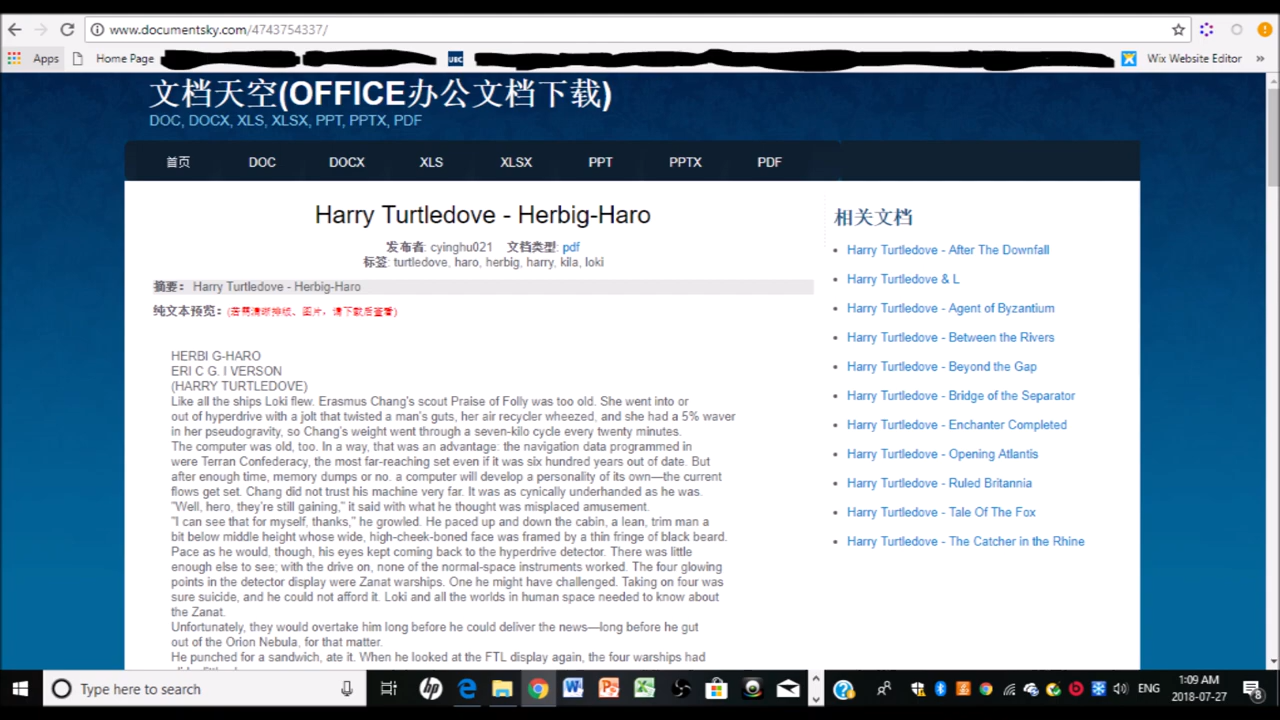 www.documentsky.com/4743754337/
Apps
Home Page
UBC
Wix Website Editor
»
文档天空(OFFICE办公文档下载)
DOC, DOCX, XLS, XLSX, PPT, PPTX, PDF
首页 DOC DOCX XLS XLSX PPT PPTX PDF
Harry Turtledove - Herbig-Haro
发布者: cyinghu021 文档类型: pdf
标签: turtledove, haro, herbig, harry, kila, loki
摘要： Harry Turtledove - Herbig-Haro
纯文本预览：(若需清晰排版、图片，请下载后查看)
HERBI G-HARO
ERI C G. I VERSON
(HARRY TURTLEDOVE)
Like all the ships Loki flew. Erasmus Chang's scout Praise of Folly was too old. She went into or
out of hyperdrive with a jolt that twisted a man's guts, her air recycler wheezed, and she had a 5% waver
in her pseudogravity, so Chang's weight went through a seven-kilo cycle every twenty minutes.
The computer was old, too. In a way, that was an advantage: the navigation data programmed in
were Terran Confederacy, the most far-reaching set even if it was six hundred years out of date. But
after enough time, memory dumps or no. a computer will develop a personality of its own—the current
flows get set. Chang did not trust his machine very far. It was as cynically underhanded as he was.
"Well, hero, they're still gaining," it said with what he thought was misplaced amusement.
"I can see that for myself, thanks," he growled. He paced up and down the cabin, a lean, trim man a
bit below middle height whose wide, high-cheek-boned face was framed by a thin fringe of black beard.
Pace as he would, though, his eyes kept coming back to the hyperdrive detector. There was little
enough else to see; with the drive on, none of the normal-space instruments worked. The four glowing
points in the detector display were Zanat warships. One he might have challenged. Taking on four was
sure suicide, and he could not afford it. Loki and all the worlds in human space needed to know about
the Zanat.
Unfortunately, they would overtake him long before he could deliver the news—long before he gut
out of the Orion Nebula, for that matter.
He punched for a sandwich, ate it. When he looked at the FTL display again, the four warships had
相关文档
Harry Turtledove - After The Downfall
Harry Turtledove & L
Harry Turtledove - Agent of Byzantium
Harry Turtledove - Between the Rivers
Harry Turtledove - Beyond the Gap
Harry Turtledove - Bridge of the Separator
Harry Turtledove - Enchanter Completed
Harry Turtledove - Opening Atlantis
Harry Turtledove - Ruled Britannia
Harry Turtledove - Tale Of The Fox
Harry Turtledove - The Catcher in the Rhine
Type here to search
ENG
1:09 AM
2018-07-27
8